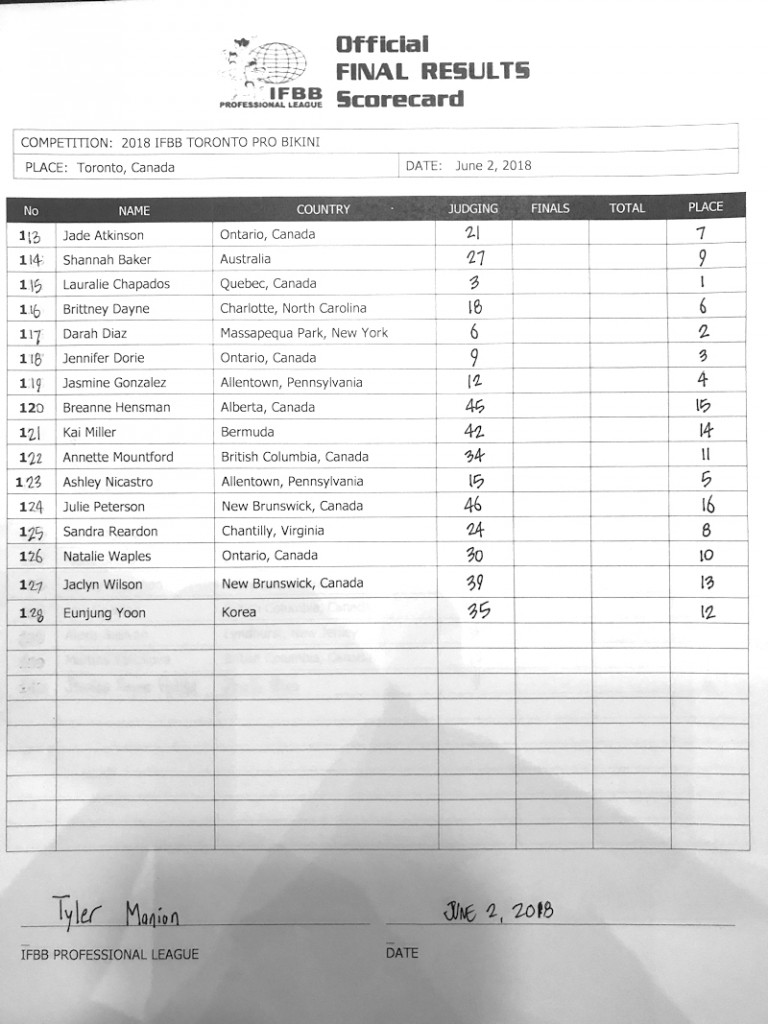 Official
FINAL RESULTS
Scorecard
IFBB
PROFESSIONAL LEAGUE
COMPETITION: 2018 IFBB TORONTO PRO BIKINI
PLACE: Toronto, Canada DATE: June 2, 2018
No NAME COUNTRY JUDGING FINALS TOTAL PLACE
113 Jade Atkinson Ontario, Canada 21 7
114 Shannah Baker Australia 27 9
115 Lauralie Chapados Quebec, Canada 3 1
116 Brittney Dayne Charlotte, North Carolina 18 6
117 Darah Diaz Massapequa Park, New York 6 2
118 Jennifer Dorie Ontario, Canada 9 3
119 Jasmine Gonzalez Allentown, Pennsylvania 12 4
120 Breanne Hensman Alberta, Canada 45 15
121 Kai Miller Bermuda 42 14
122 Annette Mountford British Columbia, Canada 34 11
123 Ashley Nicastro Allentown, Pennsylvania 15 5
124 Julie Peterson New Brunswick, Canada 46 16
125 Sandra Reardon Chantilly, Virginia 24 8
126 Natalie Waples Ontario, Canada 30 10
127 Jaclyn Wilson New Brunswick, Canada 39 13
128 Eunjung Yoon Korea 35 12
Tyler Manion JUNE 2, 2018
IFBB PROFESSIONAL LEAGUE DATE